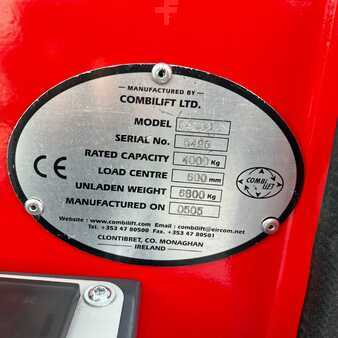 MANUFACTURED BY
COMBILIFT LTD.
MODEL
SERIAL No.
RATED CAPACITY 4000 Kg
LOAD CENTRE 600 mm
UNLADEN WEIGHT 6800 Kg
MANUFACTURED ON 0505
CE
COMBI
LIFT
Website : www.combilift.com Email : combilift@eircom.net
Tel. +353 47 80500 Fax. +353 47 80501
CLONTIBRET, CO. MONAGHAN
IRELAND